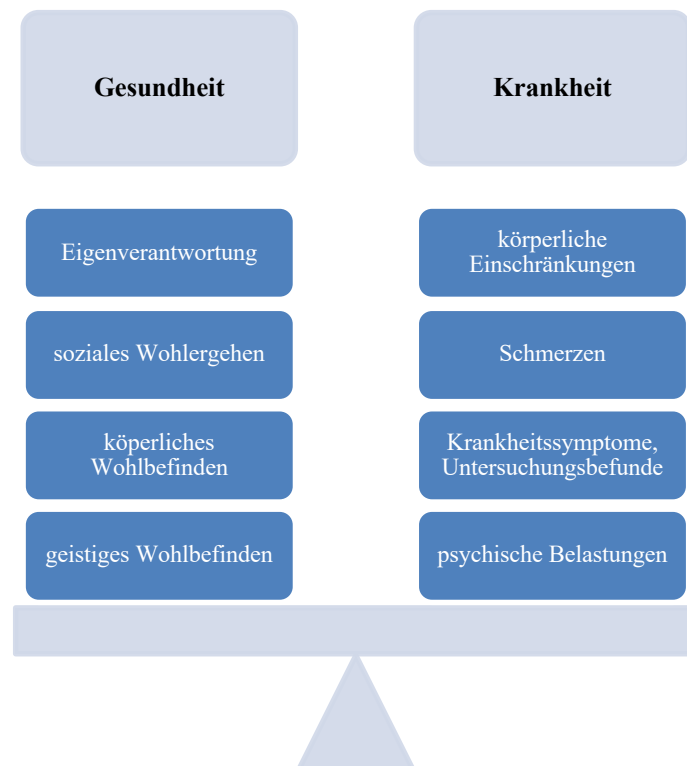 Gesundheit
Krankheit
Eigenverantwortung
körperliche
Einschränkungen
soziales Wohlergehen
Schmerzen
köperliches
Wohlbefinden
Krankheitssymptome,
Untersuchungsbefunde
geistiges Wohlbefinden
psychische Belastungen